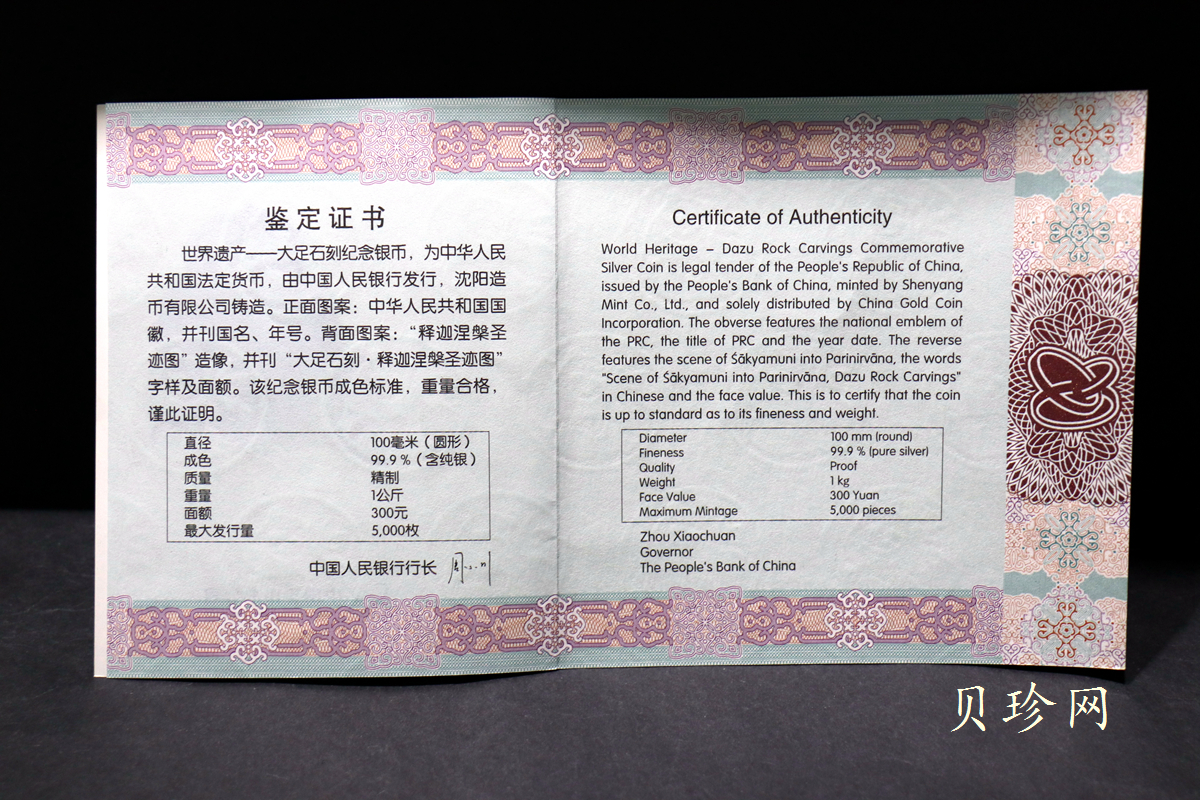 鉴定证书
世界遗产——大足石刻纪念银币，为中华人民
共和国法定货币，由中国人民银行发行，沈阳造
币有限公司铸造。正面图案：中华人民共和国国
徽，并刊国名、年号。背面图案：“释迦涅槃圣
迹图”造像，并刊“大足石刻·释迦涅槃圣迹图”
字样及面额。该纪念银币成色标准，重量合格，
谨此证明。
直径 100毫米（圆形）
成色 99.9％（含纯银）
质量 精制
重量 1公斤
面额 300元
最大发行量 5,000枚
中国人民银行行长
Certificate of Authenticity
World Heritage – Dazu Rock Carvings Commemorative
Silver Coin is legal tender of the People's Republic of China,
issued by the People's Bank of China, minted by Shenyang
Mint Co., Ltd., and solely distributed by China Gold Coin
Incorporation. The obverse features the national emblem of
the PRC, the title of PRC and the year date. The reverse
features the scene of Śākyamuni into Parinirvāna, the words
"Scene of Śākyamuni into Parinirvāna, Dazu Rock Carvings"
in Chinese and the face value. This is to certify that the coin
is up to standard as to its fineness and weight.
Diameter 100 mm (round)
Fineness 99.9 % (pure silver)
Quality Proof
Weight 1 kg
Face Value 300 Yuan
Maximum Mintage 5,000 pieces
Zhou Xiaochuan
Governor
The People's Bank of China
贝珍网